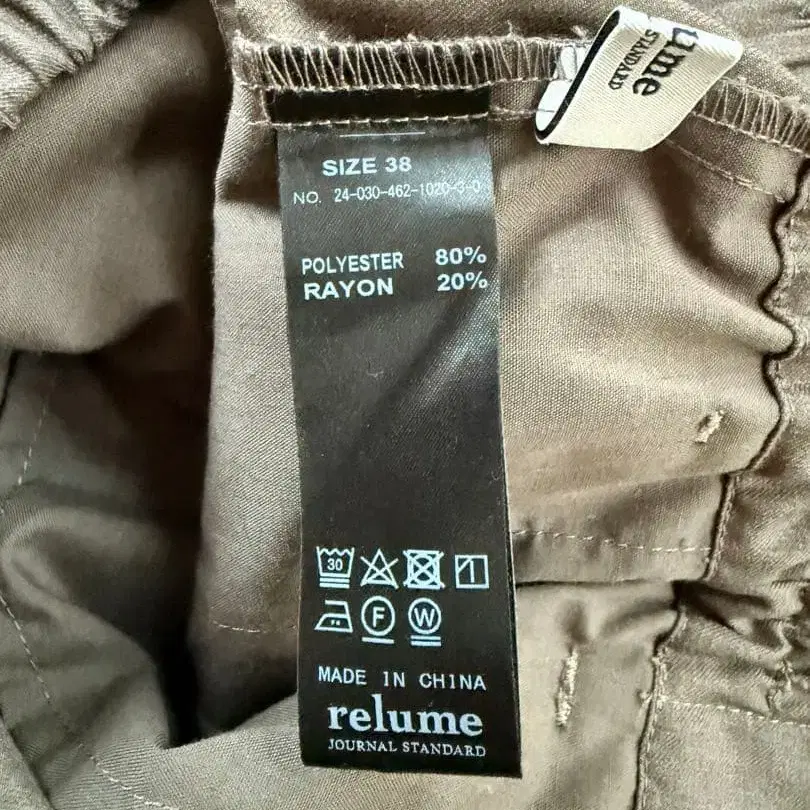 ume
STANDARD
SIZE 38
NO. 24-030-462-1020-3-0
POLYESTER 80%
RAYON 20%
30
F W
MADE IN CHINA
relume
JOURNAL STANDARD